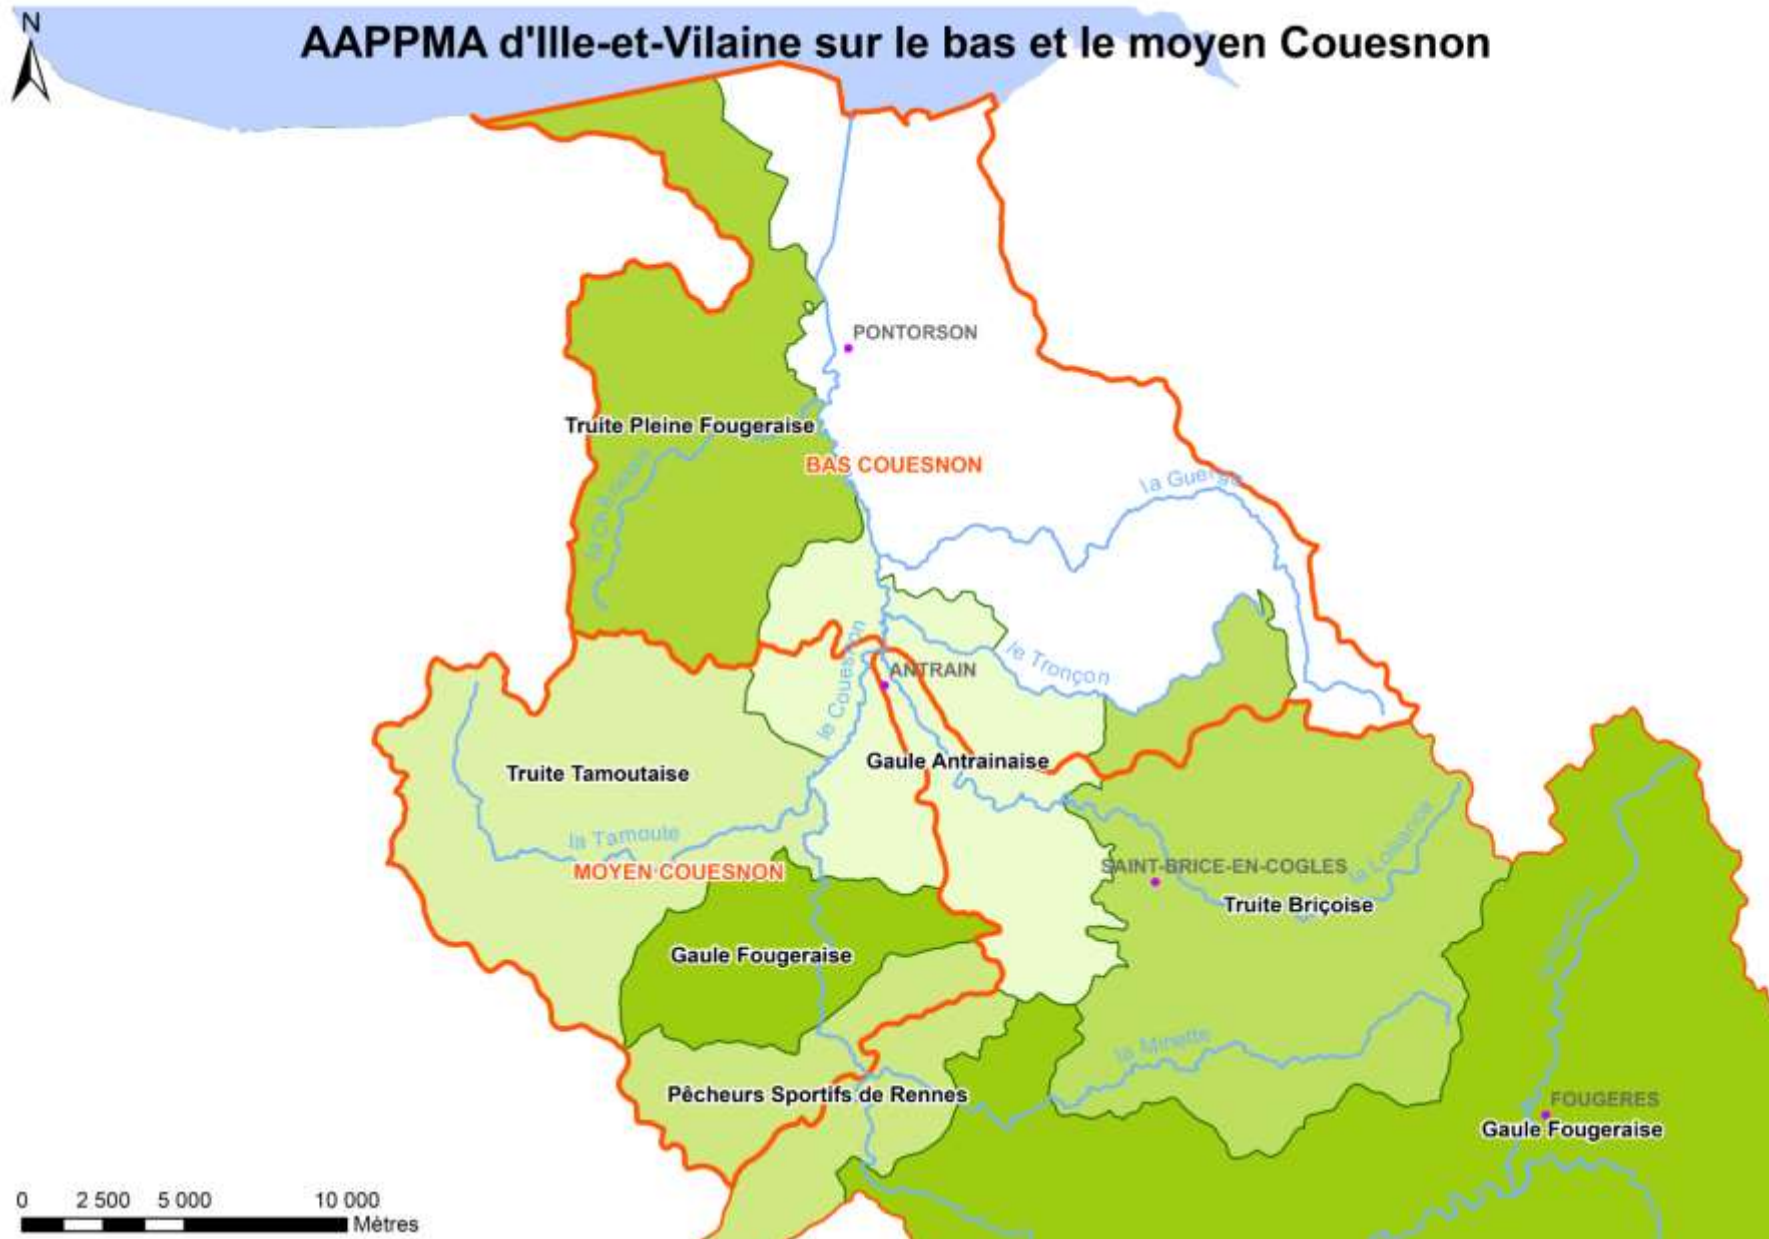 AAPPMA d'Ille-et-Vilaine sur le bas et le moyen Couesnon
N
PONTORSON
Truite Pleine Fougeraise
BAS COUESNON
la Guerge
le Couesnon
le Tronçon
ANTRAIN
Gaule Antrainaise
Truite Tamoutaise
la Tamoute
MOYEN COUESNON
SAINT-BRICE-EN-COGLES
la Loisance
Truite Briçoise
Gaule Fougeraise
la Minette
Pêcheurs Sportifs de Rennes
FOUGERES
Gaule Fougeraise
0 2 500 5 000 10 000
Mètres